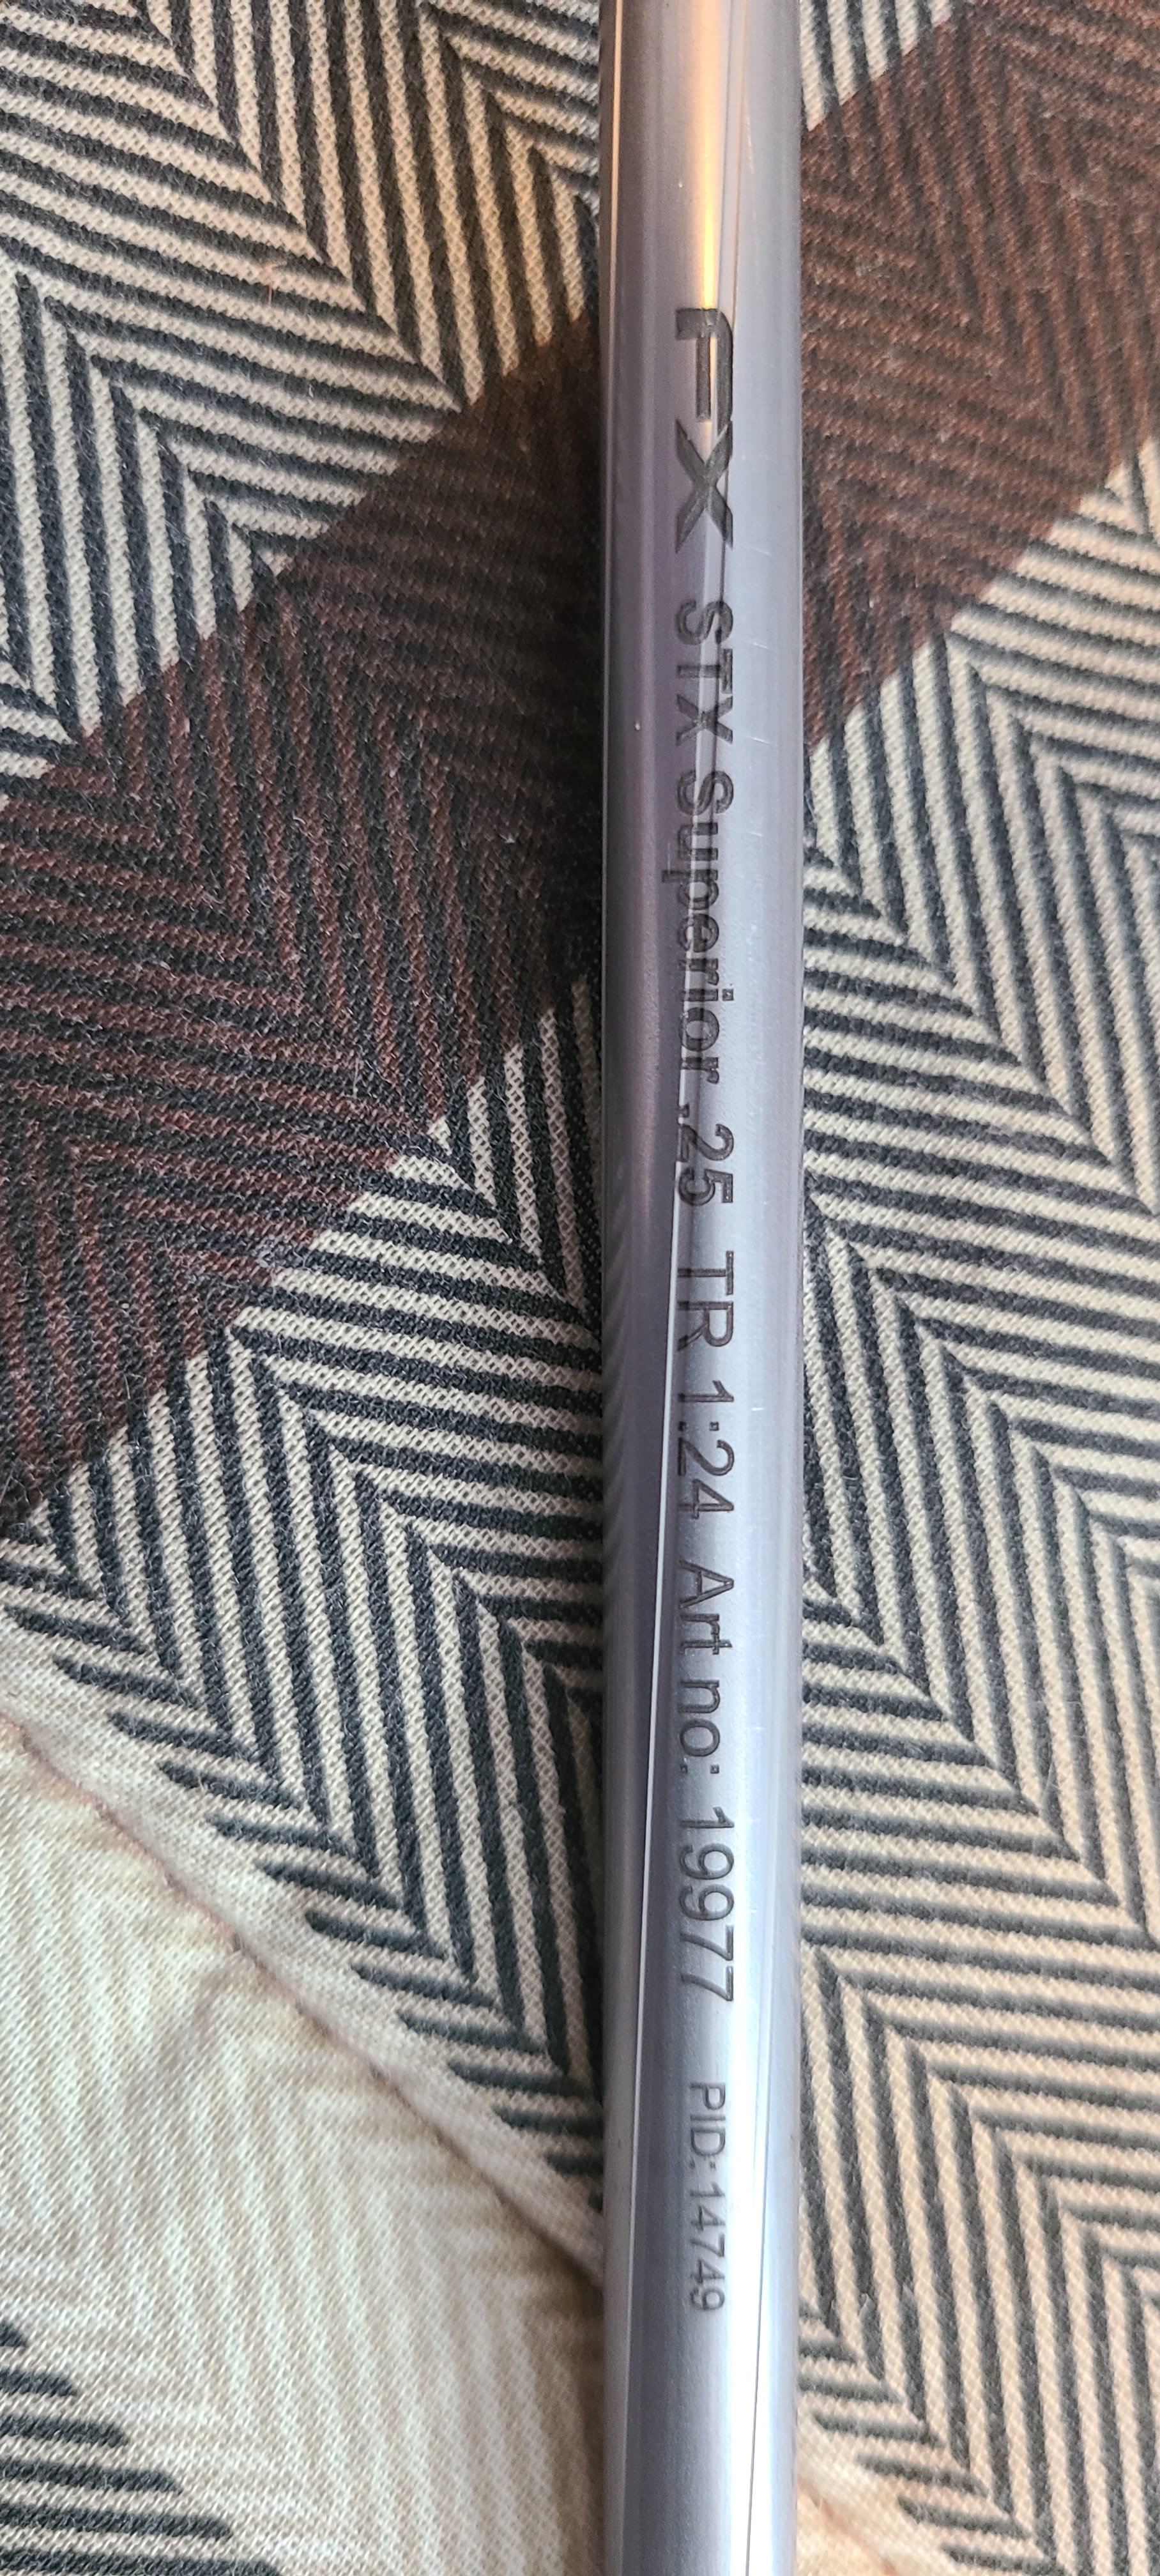 FX STX Superior .25 TR 1:24 Art no: 19977 PID:14749